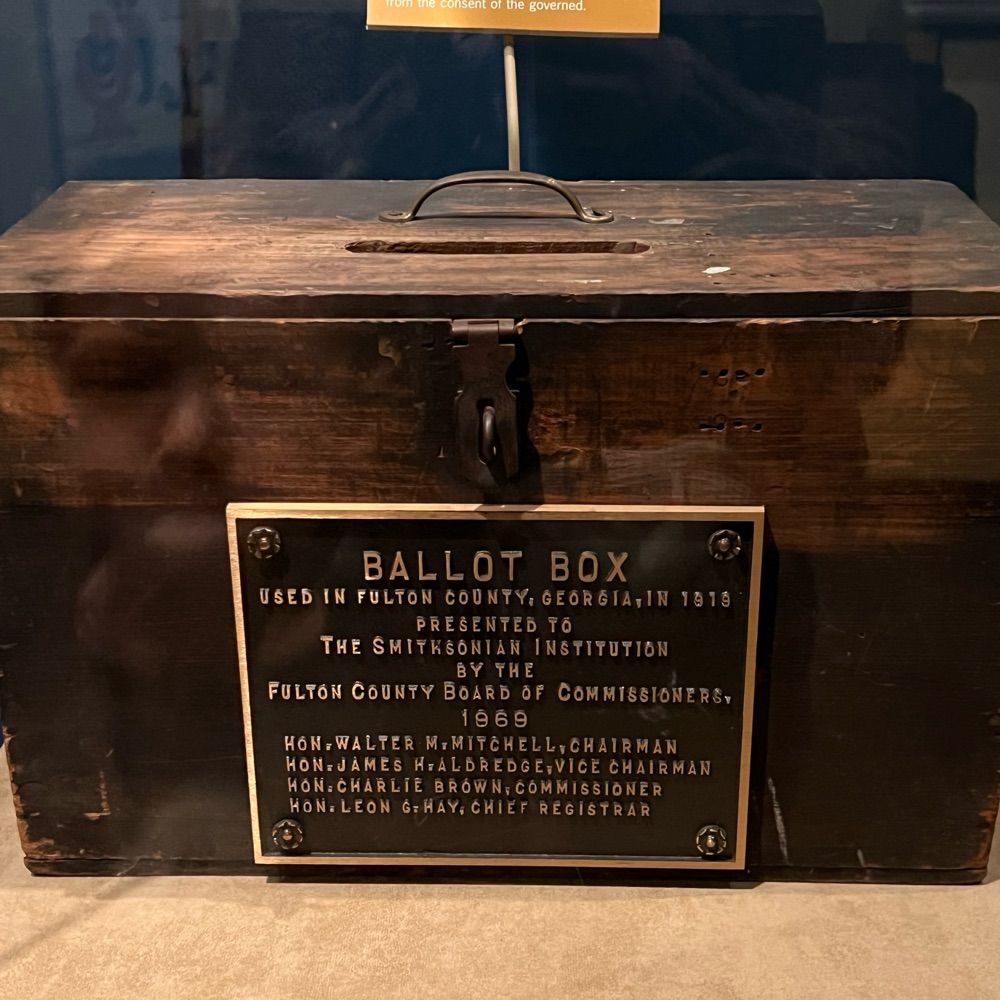 from the consent of the governed.
BALLOT BOX
USED IN FULTON COUNTY, GEORGIA, IN 1919
PRESENTED TO
THE SMITHSONIAN INSTITUTION
BY THE
FULTON COUNTY BOARD OF COMMISSIONERS,
1969
HON. WALTER M. MITCHELL, CHAIRMAN
HON. JAMES H. ALDREDGE, VICE CHAIRMAN
HON. CHARLIE BROWN, COMMISSIONER
HON. LEON G. HAY, CHIEF REGISTRAR